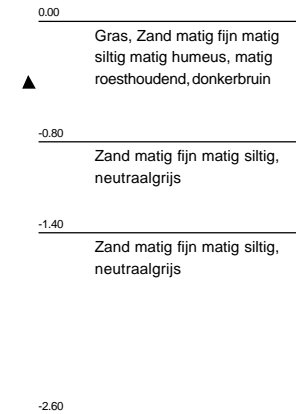 0.00
Gras, Zand matig fijn matig
siltig matig humeus, matig
roesthoudend, donkerbruin
-0.80
Zand matig fijn matig siltig,
neutraalgrijs
-1.40
Zand matig fijn matig siltig,
neutraalgrijs
-2.60